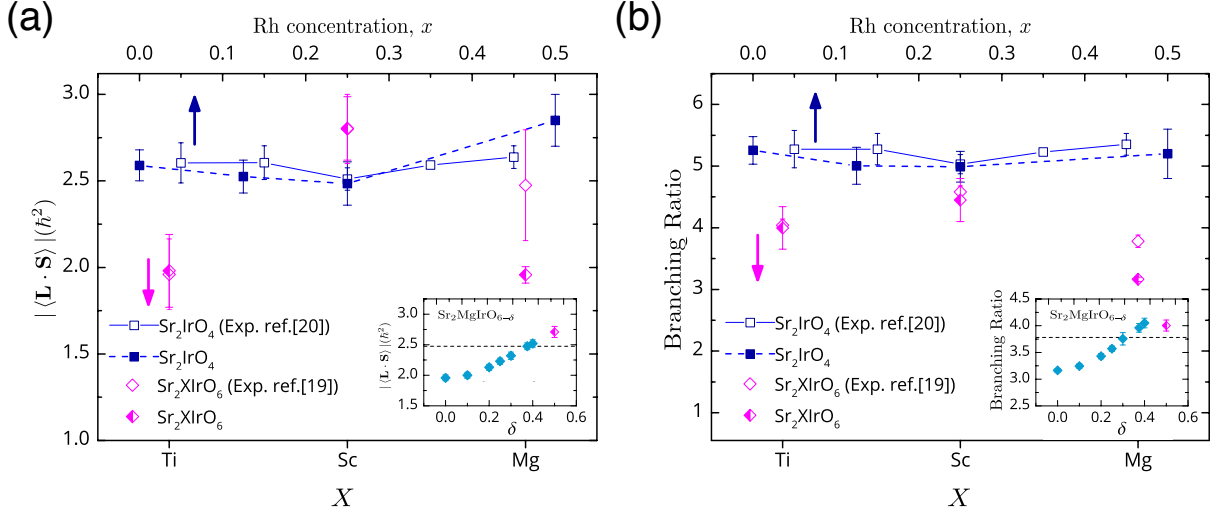 (a)
Rh concentration, x
0.0 0.1 0.2 0.3 0.4 0.5
3.0
2.5
2.0
1.5
1.0
|⟨L · S⟩| (ħ²)
Sr₂IrO₄ (Exp. ref.[20])
Sr₂IrO₄
Sr₂XIrO₆ (Exp. ref.[19])
Sr₂XIrO₆
Sr₂MgIrO₆₋δ
|⟨L · S⟩| (ħ²)
3.0
2.5
2.0
1.5
0.0 0.2 0.4 0.6
δ
Ti Sc Mg
X
(b)
Rh concentration, x
0.0 0.1 0.2 0.3 0.4 0.5
6
5
4
3
2
1
Branching Ratio
Sr₂IrO₄ (Exp. ref.[20])
Sr₂IrO₄
Sr₂XIrO₆ (Exp. ref.[19])
Sr₂XIrO₆
Sr₂MgIrO₆₋δ
Branching Ratio
4.5
4.0
3.5
3.0
2.5
0.0 0.2 0.4 0.6
δ
Ti Sc Mg
X